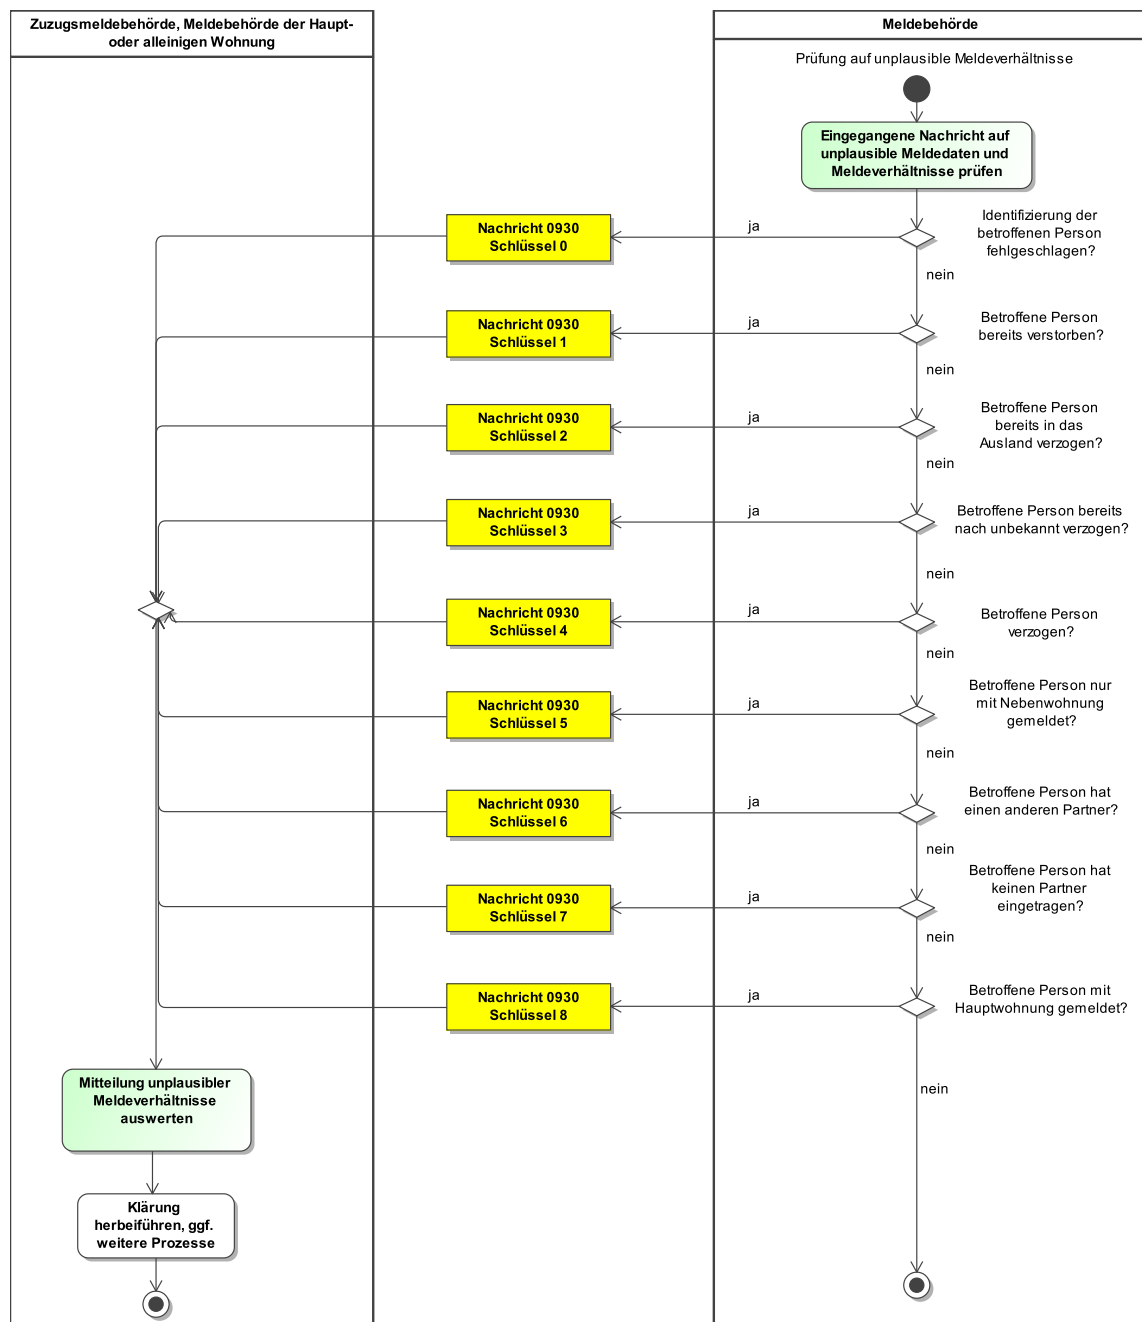 Zuzugsmeldebehörde, Meldebehörde der Haupt-
oder alleinigen Wohnung
Meldebehörde
Prüfung auf unplausible Meldeverhältnisse
Eingegangene Nachricht auf
unplausible Meldedaten und
Meldeverhältnisse prüfen
Identifizierung der
betroffenen Person
fehlgeschlagen?
ja
Nachricht 0930
Schlüssel 0
nein
Betroffene Person
bereits verstorben?
ja
Nachricht 0930
Schlüssel 1
nein
Betroffene Person
bereits in das
Ausland verzogen?
ja
Nachricht 0930
Schlüssel 2
nein
Betroffene Person bereits
nach unbekannt verzogen?
ja
Nachricht 0930
Schlüssel 3
nein
Betroffene Person
verzogen?
ja
Nachricht 0930
Schlüssel 4
nein
Betroffene Person nur
mit Nebenwohnung
gemeldet?
ja
Nachricht 0930
Schlüssel 5
nein
Betroffene Person hat
einen anderen Partner?
ja
Nachricht 0930
Schlüssel 6
nein
Betroffene Person hat
keinen Partner
eingetragen?
ja
Nachricht 0930
Schlüssel 7
nein
Betroffene Person mit
Hauptwohnung gemeldet?
ja
Nachricht 0930
Schlüssel 8
nein
Mitteilung unplausibler
Meldeverhältnisse
auswerten
Klärung
herbeiführen, ggf.
weitere Prozesse